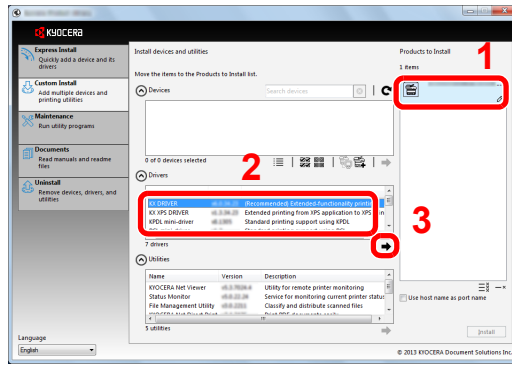 KYOCERA
Express Install
Quickly add a device and its
drivers
Custom Install
Add multiple devices and
printing utilities
Maintenance
Run utility programs
Documents
Read manuals and readme
files
Uninstall
Remove devices, drivers, and
utilities
Language
English
Install devices and utilities
Move the items to the Products to Install list.
Devices
Search devices
0 of 0 devices selected
2
Drivers
KX DRIVER (Recommended) Extended-functionality printing
KX XPS DRIVER Extended printing from XPS application to XPS
KPDL mini-driver Standard printing support using KPDL
3
7 drivers
Utilities
Name Version Description
KYOCERA Net Viewer Utility for remote printer monitoring
Status Monitor Service for monitoring current printer status
File Management Utility Classify and distribute scanned files
5 utilities
Products to Install
1
1 items
Use host name as port name
Install
© 2013 KYOCERA Document Solutions Inc.